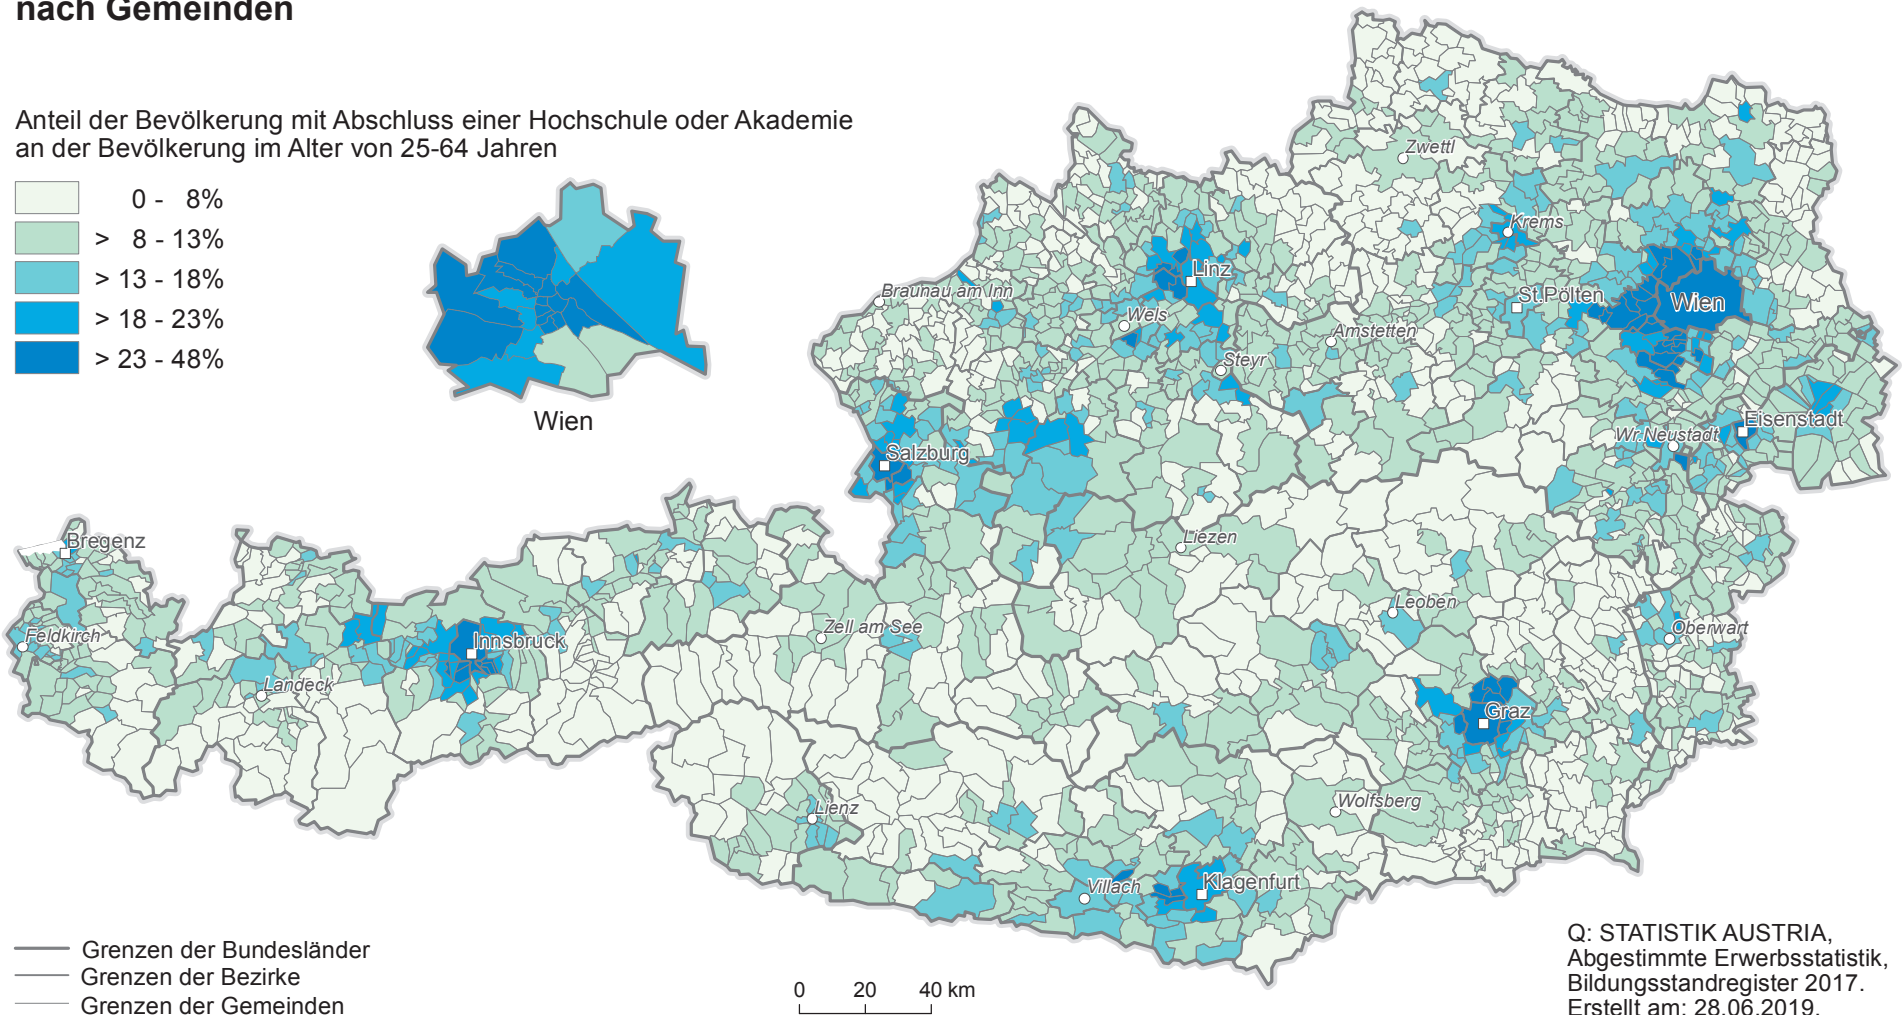 nach Gemeinden
Anteil der Bevölkerung mit Abschluss einer Hochschule oder Akademie
an der Bevölkerung im Alter von 25-64 Jahren
0 - 8%
> 8 - 13%
> 13 - 18%
> 18 - 23%
> 23 - 48%
Wien
Zwettl
Krems
Linz
Braunau am Inn
St.Pölten
Wien
Wels
Amstetten
Steyr
Eisenstadt
Wr.Neustadt
Salzburg
Bregenz
Liezen
Leoben
Feldkirch
Innsbruck
Zell am See
Oberwart
Landeck
Graz
Lienz
Wolfsberg
Villach
Klagenfurt
Grenzen der Bundesländer
Grenzen der Bezirke
Grenzen der Gemeinden
0 20 40 km
Q: STATISTIK AUSTRIA,
Abgestimmte Erwerbsstatistik,
Bildungsstandregister 2017.
Erstellt am: 28.06.2019.